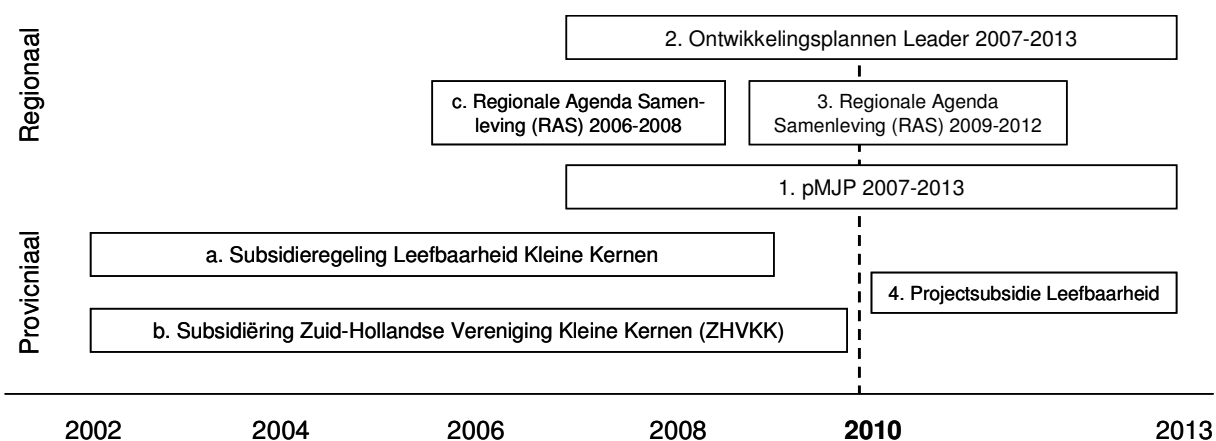 Regionaal
2. Ontwikkelingsplannen Leader 2007-2013
c. Regionale Agenda Samen-
leving (RAS) 2006-2008
3. Regionale Agenda
Samenleving (RAS) 2009-2012
1. pMJP 2007-2013
Provicniaal
a. Subsidieregeling Leefbaarheid Kleine Kernen
4. Projectsubsidie Leefbaarheid
b. Subsidiëring Zuid-Hollandse Vereniging Kleine Kernen (ZHVKK)
2002 2004 2006 2008 2010 2013